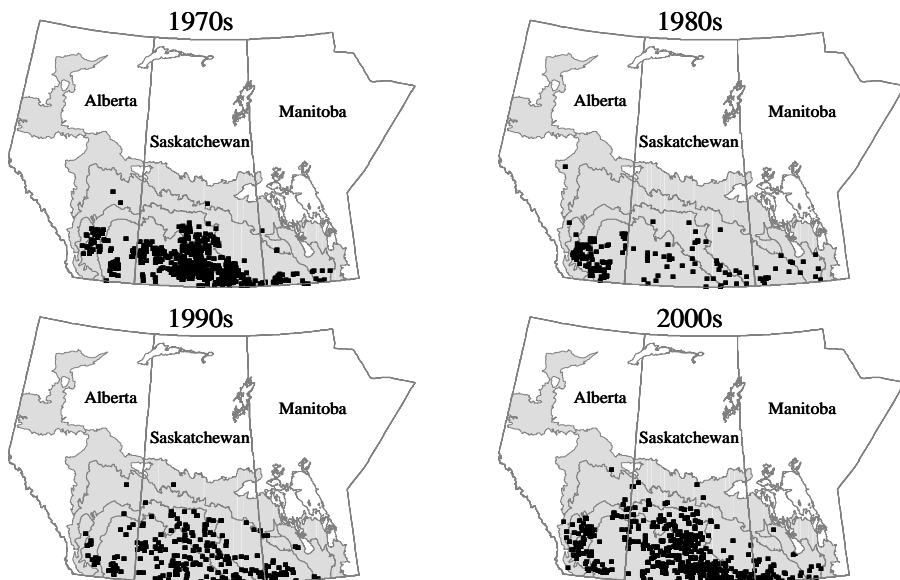 1970s
Alberta
Manitoba
Saskatchewan
1980s
Alberta
Manitoba
Saskatchewan
1990s
Alberta
Manitoba
Saskatchewan
2000s
Alberta
Manitoba
Saskatchewan